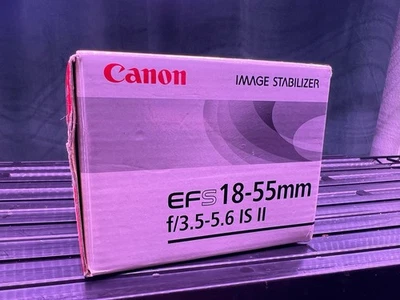 Canon
IMAGE STABILIZER
EFS 18-55mm
f/3.5-5.6 IS II